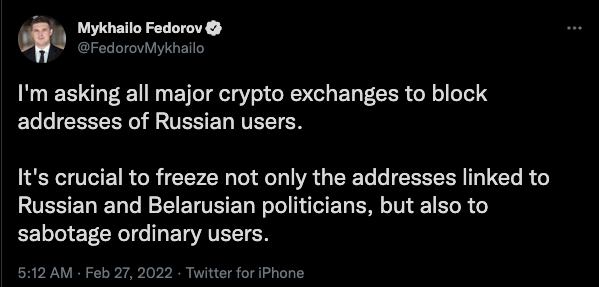 Mykhailo Fedorov
@FedorovMykhailo
I'm asking all major crypto exchanges to block
addresses of Russian users.
It's crucial to freeze not only the addresses linked to
Russian and Belarusian politicians, but also to
sabotage ordinary users.
5:12 AM · Feb 27, 2022 · Twitter for iPhone